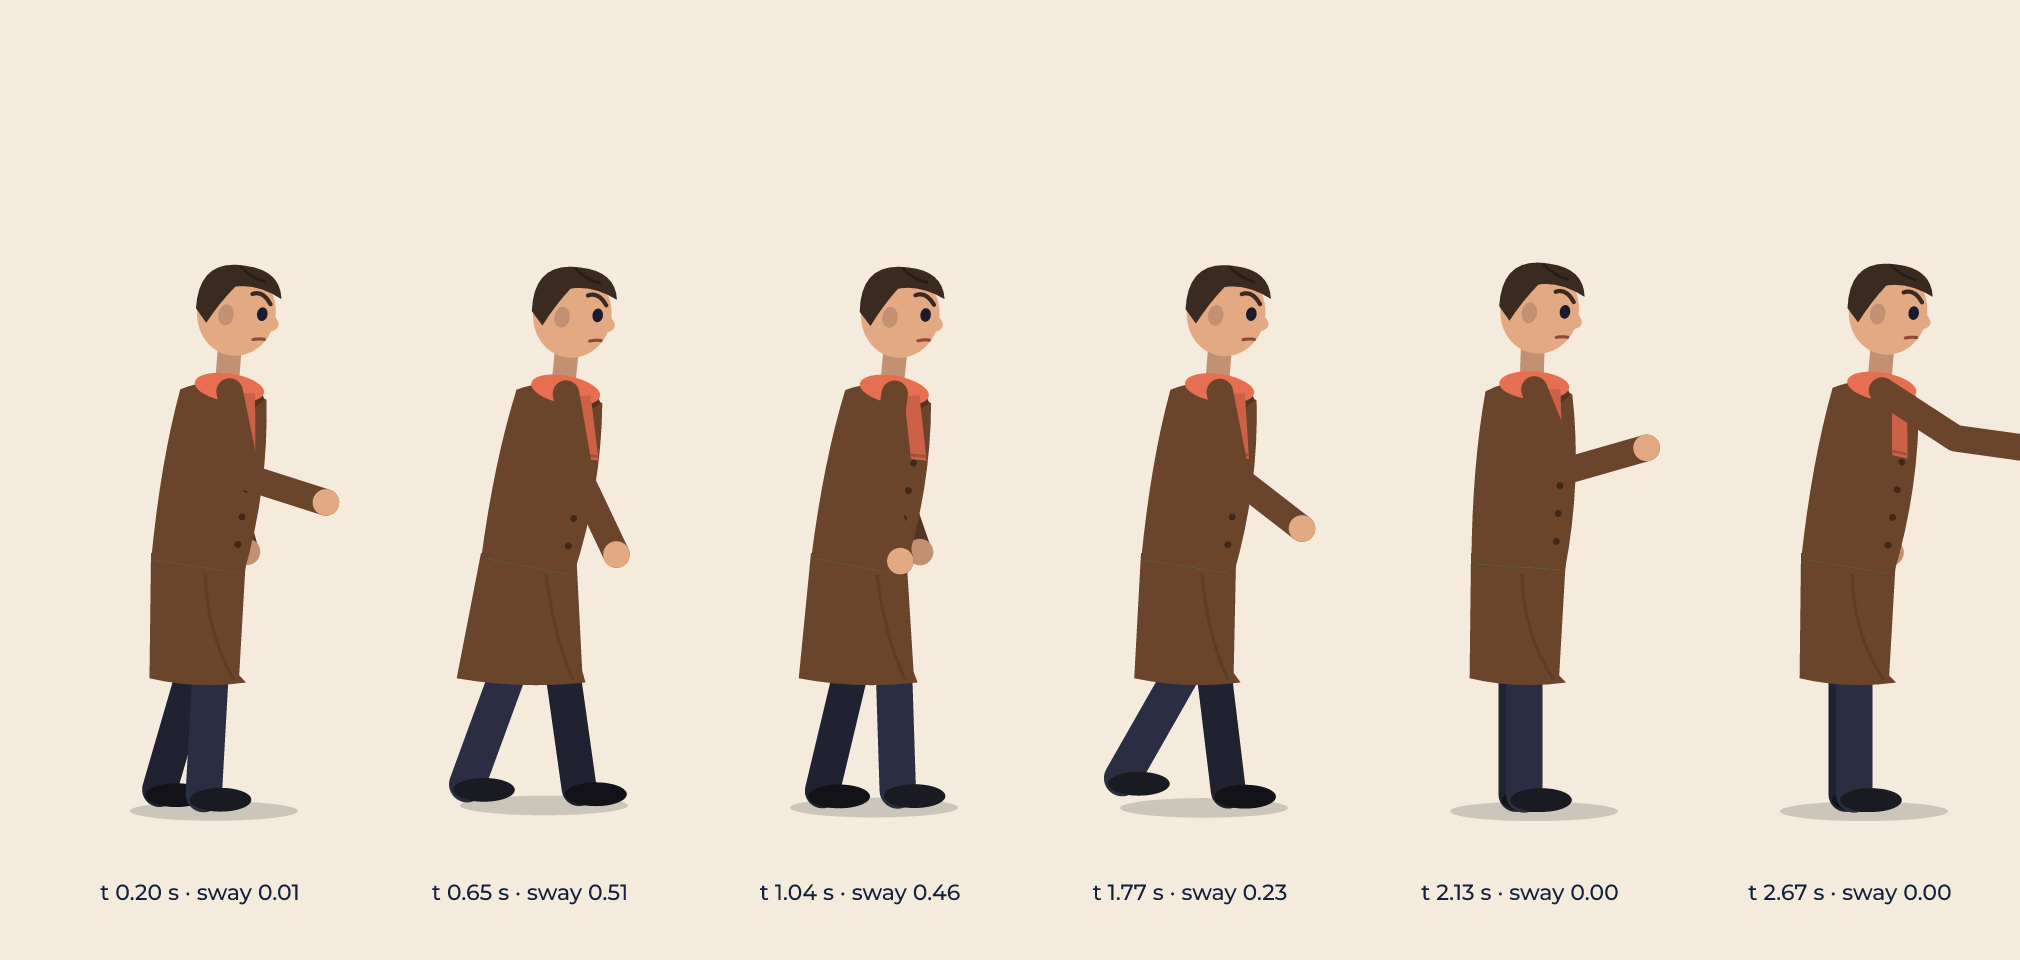 t 0.20 s · sway 0.01
t 0.65 s · sway 0.51
t 1.04 s · sway 0.46
t 1.77 s · sway 0.23
t 2.13 s · sway 0.00
t 2.67 s · sway 0.00